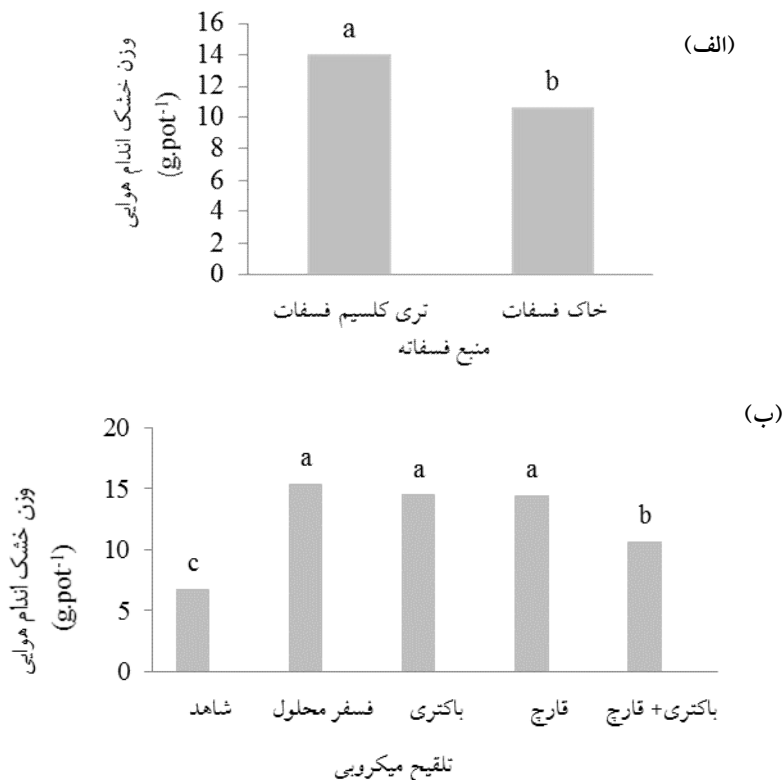 (الف)
وزن خشک اندام هوایی
(g.pot-1)
16
14
12
10
8
6
4
2
0
a
b
تری کلسیم فسفات
خاک فسفات
منبع فسفاته
(ب)
وزن خشک اندام هوایی
(g.pot-1)
20
15
10
5
0
c
a
a
a
b
شاهد
فسفر محلول
باکتری
قارچ
باکتری+ قارچ
تلقیح میکروبی